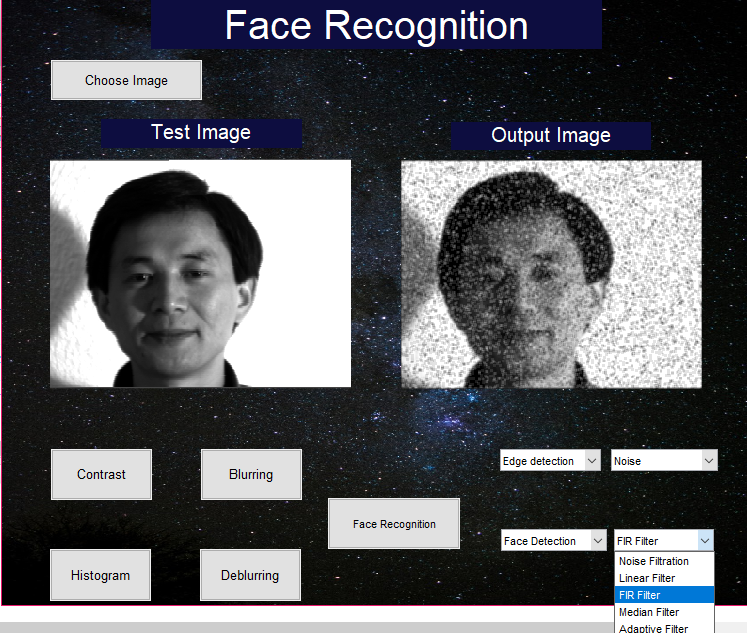 Face Recognition
Choose Image
Test Image
Output Image
Contrast
Blurring
Edge detection
Noise
Face Recognition
Face Detection
FIR Filter
Histogram
Deblurring
Noise Filtration
Linear Filter
FIR Filter
Median Filter
Adaptive Filter